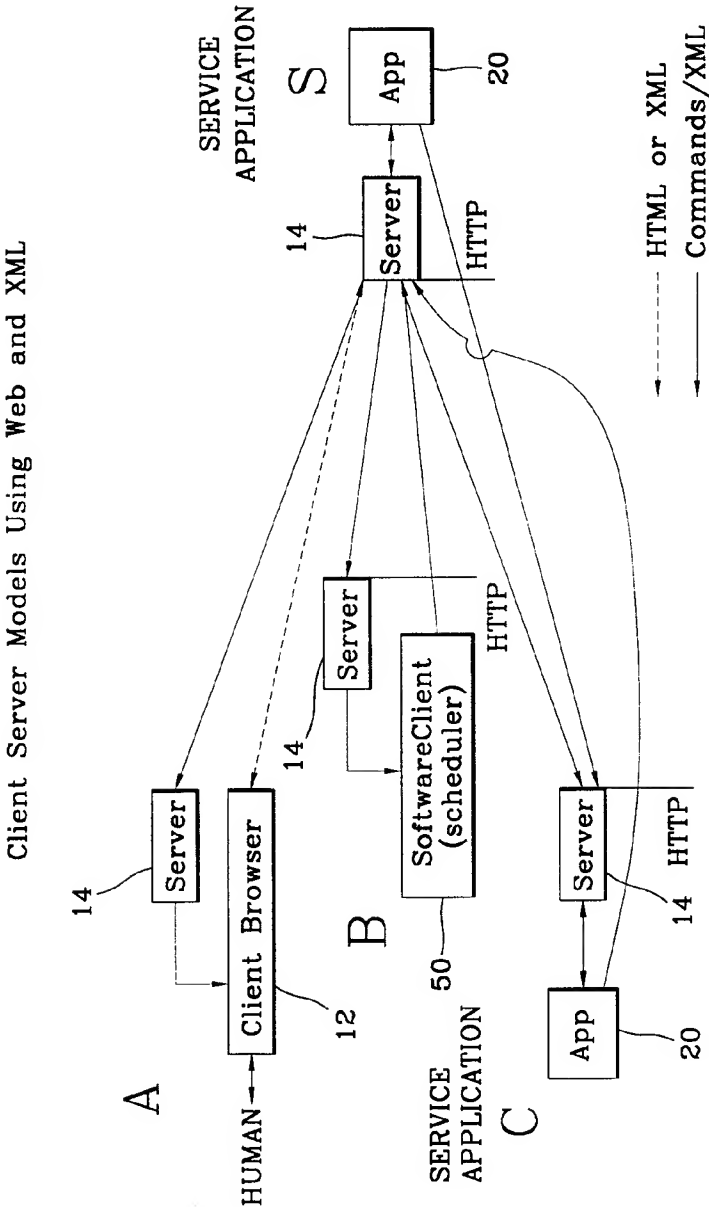 Client Server Models Using Web and XML
A
HUMAN
Client Browser
12
Server
14
B
SoftwareClient
(scheduler)
50
Server
14
HTTP
SERVICE
APPLICATION
C
App
20
Server
14
HTTP
SERVICE
APPLICATION
S
14
Server
HTTP
App
20
HTML or XML
Commands/XML